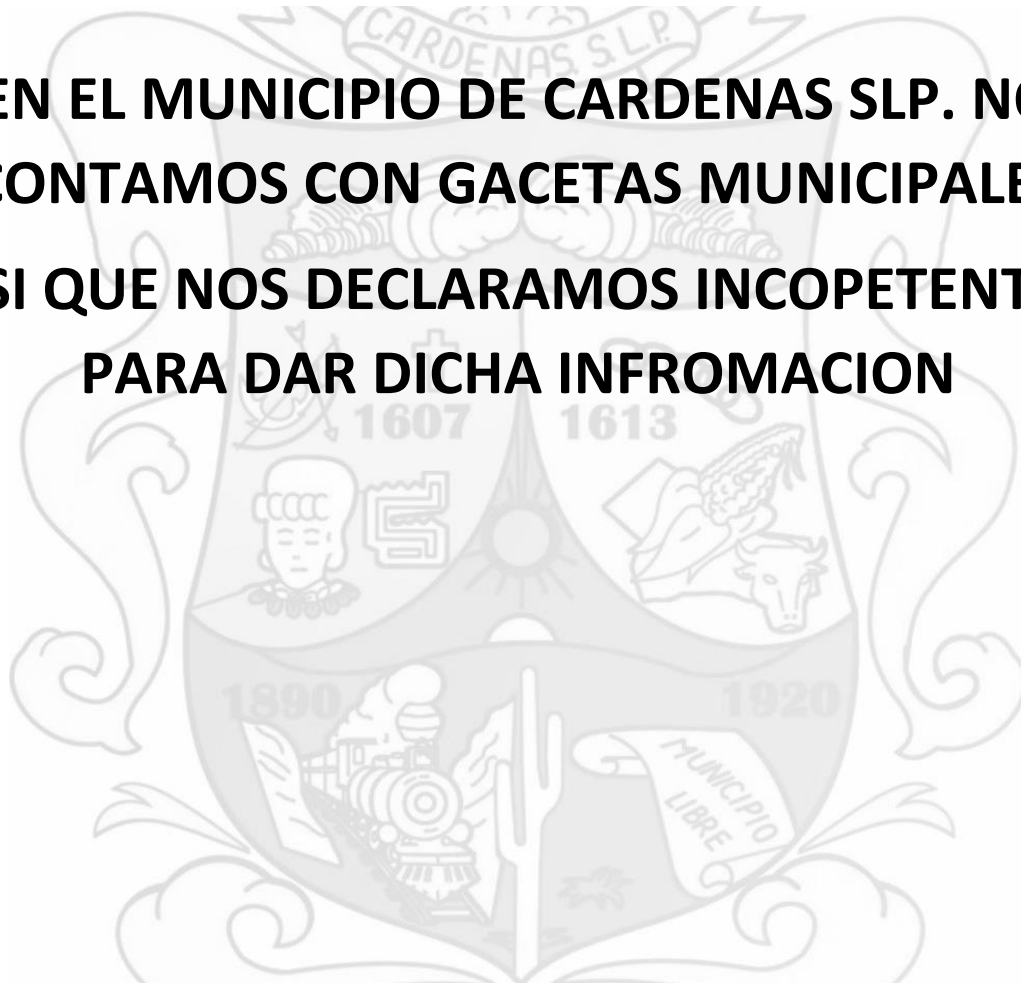 CARDENAS S.L.P.
EN EL MUNICIPIO DE CARDENAS SLP. NO
CONTAMOS CON GACETAS MUNICIPALE
SI QUE NOS DECLARAMOS INCOPETENT
PARA DAR DICHA INFROMACION
1607 1613
1890 1920
MUNICIPIO
LIBRE